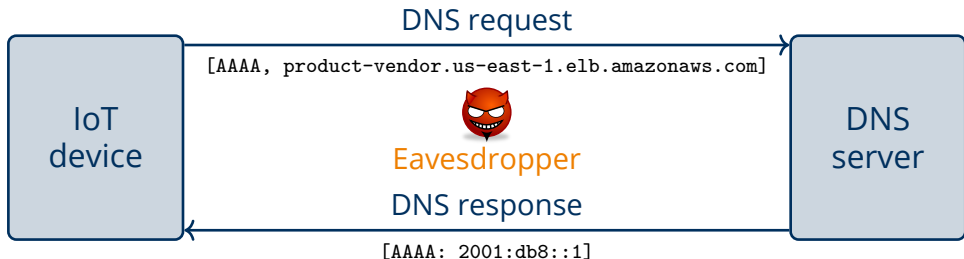 DNS request
[AAAA, product-vendor.us-east-1.elb.amazonaws.com]
IoT
device
Eavesdropper
DNS
server
DNS response
[AAAA: 2001:db8::1]